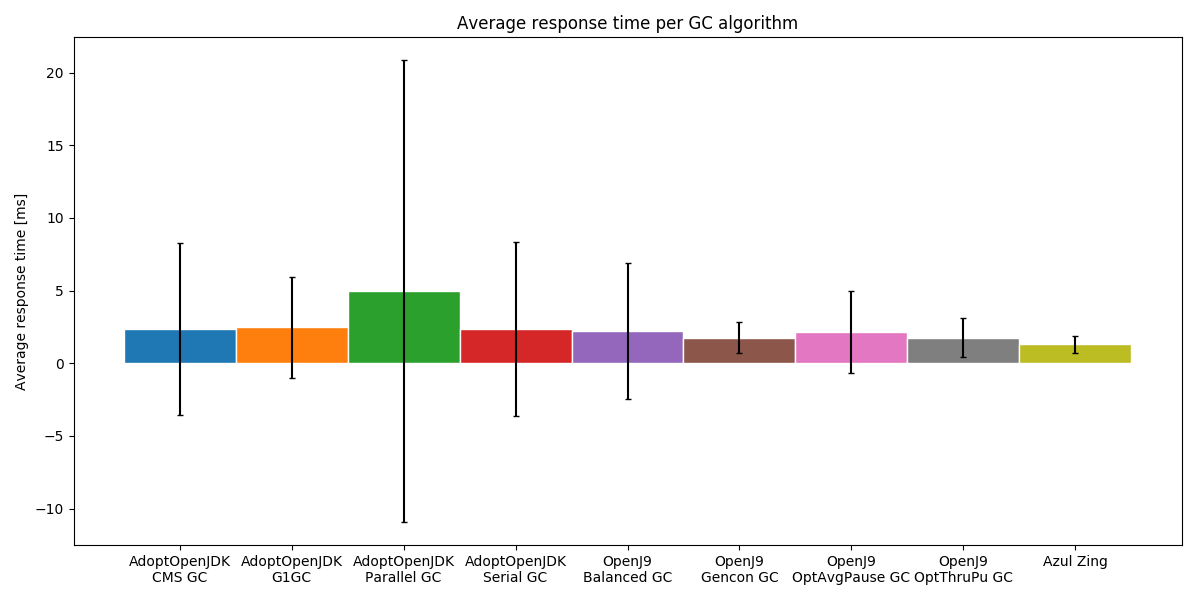 Average response time per GC algorithm
Average response time [ms]
20
15
10
5
0
−5
−10
AdoptOpenJDK
CMS GC
AdoptOpenJDK
G1GC
AdoptOpenJDK
Parallel GC
AdoptOpenJDK
Serial GC
OpenJ9
Balanced GC
OpenJ9
Gencon GC
OpenJ9
OptAvgPause GC
OpenJ9
OptThruPu GC
Azul Zing